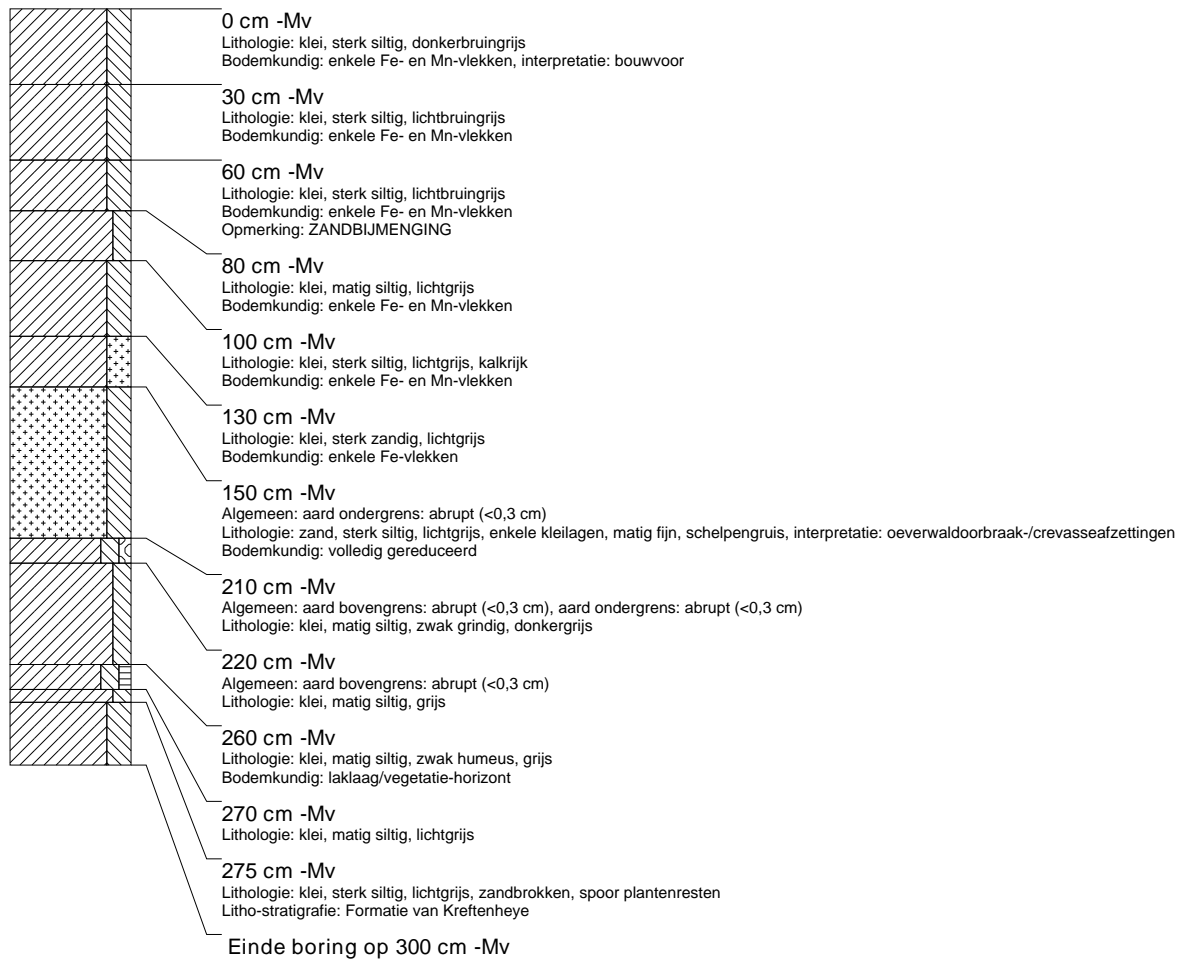 0 cm -Mv
Lithologie: klei, sterk siltig, donkerbruingrijs
Bodemkundig: enkele Fe- en Mn-vlekken, interpretatie: bouwvoor
30 cm -Mv
Lithologie: klei, sterk siltig, lichtbruingrijs
Bodemkundig: enkele Fe- en Mn-vlekken
60 cm -Mv
Lithologie: klei, sterk siltig, lichtbruingrijs
Bodemkundig: enkele Fe- en Mn-vlekken
Opmerking: ZANDBIJMENGING
80 cm -Mv
Lithologie: klei, matig siltig, lichtgrijs
Bodemkundig: enkele Fe- en Mn-vlekken
100 cm -Mv
Lithologie: klei, sterk siltig, lichtgrijs, kalkrijk
Bodemkundig: enkele Fe- en Mn-vlekken
130 cm -Mv
Lithologie: klei, sterk zandig, lichtgrijs
Bodemkundig: enkele Fe-vlekken
150 cm -Mv
Algemeen: aard ondergrens: abrupt (<0,3 cm)
Lithologie: zand, sterk siltig, lichtgrijs, enkele kleilagen, matig fijn, schelpengruis, interpretatie: oeverwaldoorbraak-/crevasseafzettingen
Bodemkundig: volledig gereduceerd
210 cm -Mv
Algemeen: aard bovengrens: abrupt (<0,3 cm), aard ondergrens: abrupt (<0,3 cm)
Lithologie: klei, matig siltig, zwak grindig, donkergrijs
220 cm -Mv
Algemeen: aard bovengrens: abrupt (<0,3 cm)
Lithologie: klei, matig siltig, grijs
260 cm -Mv
Lithologie: klei, matig siltig, zwak humeus, grijs
Bodemkundig: laklaag/vegetatie-horizont
270 cm -Mv
Lithologie: klei, matig siltig, lichtgrijs
275 cm -Mv
Lithologie: klei, sterk siltig, lichtgrijs, zandbrokken, spoor plantenresten
Litho-stratigrafie: Formatie van Kreftenheye
Einde boring op 300 cm -Mv